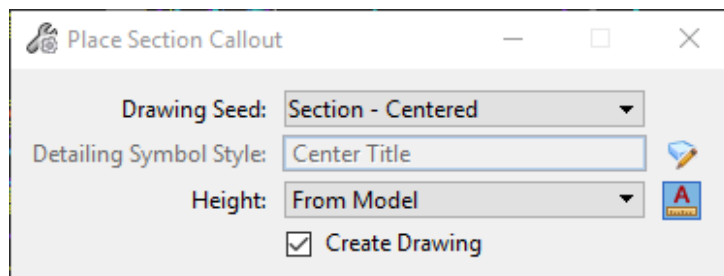 Place Section Callout
Drawing Seed: Section - Centered
Detailing Symbol Style: Center Title
Height: From Model
A
Create Drawing